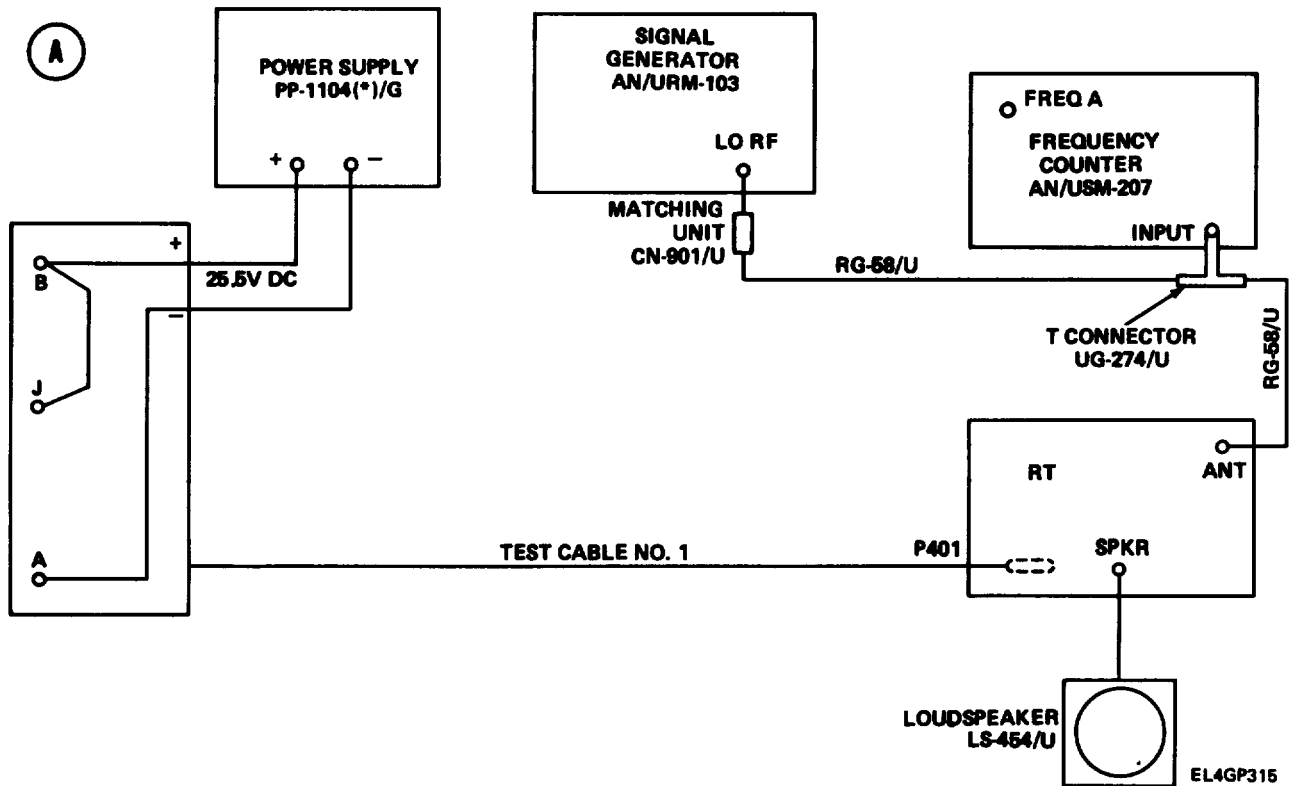 A
POWER SUPPLY
PP-1104(*)/G
+
−
SIGNAL
GENERATOR
AN/URM-103
LO RF
MATCHING
UNIT
CN-901/U
RG-58/U
FREQ A
FREQUENCY
COUNTER
AN/USM-207
INPUT
T CONNECTOR
UG-274/U
RG-58/U
+
B
25.5V DC
−
J
A
TEST CABLE NO. 1
P401
RT
ANT
SPKR
LOUDSPEAKER
LS-454/U
EL4GP315